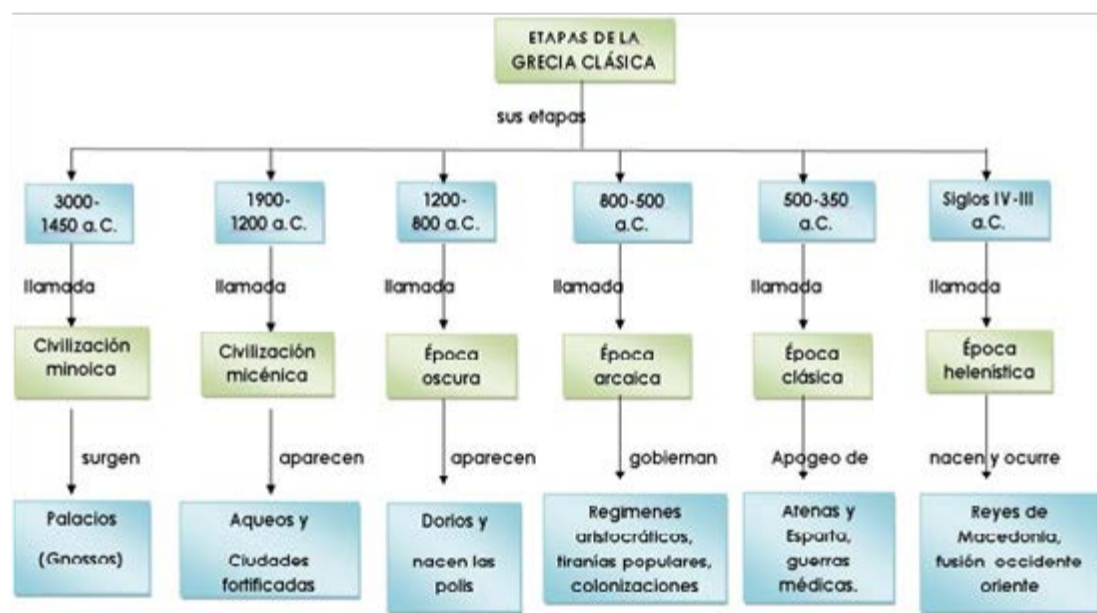 ETAPAS DE LA
GRECIA CLÁSICA
sus etapas
3000-
1450 a.C.
1900-
1200 a.C.
1200-
800 a.C.
800-500
a.C.
500-350
a.C.
Siglos IV-III
a.C.
llamada
llamada
llamada
llamada
llamada
llamada
Civilización
minoica
Civilización
micénica
Época
oscura
Época
arcaica
Época
clásica
Época
helenística
surgen
aparecen
aparecen
gobiernan
Apogeo de
nacen y ocurre
Palacios
(Gnossos)
Aqueos y
Ciudades
fortificadas
Dorios y
nacen las
polis
Regimenes
aristocráticos,
tiranías populares,
colonizaciones
Atenas y
Esparta,
guerras
médicas.
Reyes de
Macedonia,
fusión occidente
oriente